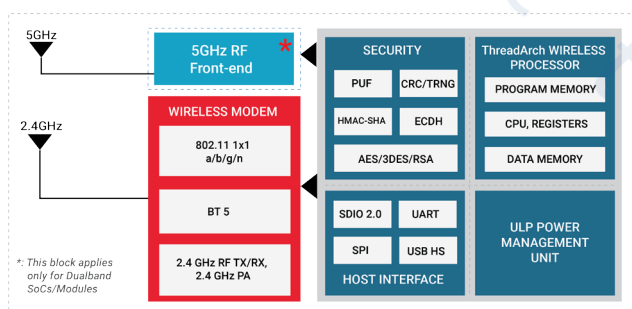 5GHz
5GHz RF
Front-end
*
2.4GHz
WIRELESS MODEM
802.11 1x1
a/b/g/n
BT 5
2.4 GHz RF TX/RX,
2.4 GHz PA
*: This block applies
only for Dualband
SoCs/Modules
SECURITY
PUF
CRC/TRNG
HMAC-SHA
ECDH
AES/3DES/RSA
ThreadArch WIRELESS
PROCESSOR
PROGRAM MEMORY
CPU, REGISTERS
DATA MEMORY
SDIO 2.0
UART
SPI
USB HS
HOST INTERFACE
ULP POWER
MANAGEMENT
UNIT